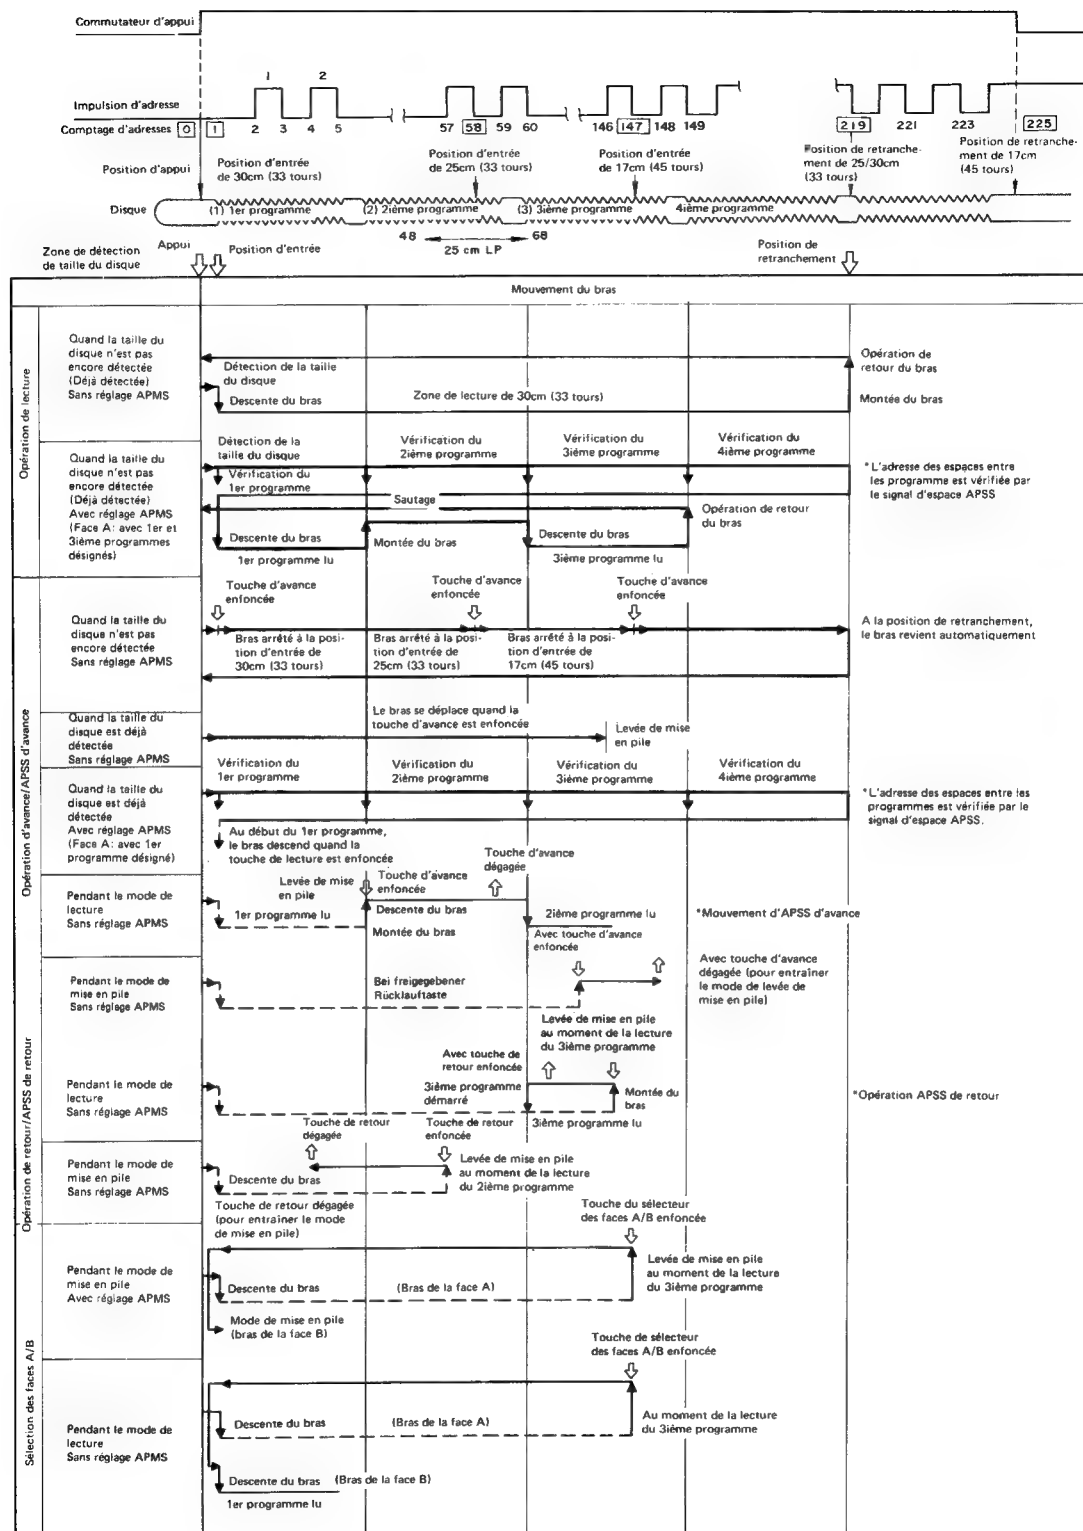 Commutateur d'appui
1 2
Impulsion d'adresse
Comptage d'adresses 0 1 2 3 4 5 57 58 59 60 146 147 148 149 219 221 223 225
Position d'appui
Position d'entrée
de 30cm (33 tours)
Position d'entrée
de 25cm (33 tours)
Position d'entrée
de 17cm (45 tours)
Position de
retranche-
ment de 25/30cm
(33 tours)
Position de
retranche-
ment de 17cm
(45 tours)
Disque
(1) 1er programme
(2) 2ième programme
(3) 3ième programme
4ième programme
48 68
25 cm LP
Zone de détection
de taille du disque
Appui
Position d'entrée
Position de
retranchement
Mouvement du bras
Opération de lecture
Quand la taille du
disque n'est pas
encore détectée
(Déjà détectée)
Sans réglage APMS
Détection de la taille
du disque
Descente du bras
Zone de lecture de 30cm (33 tours)
Opération de
retour du bras
Montée du bras
Quand la taille du
disque n'est pas
encore détectée
(Déjà détectée)
Avec réglage APMS
(Face A: avec 1er et
3ième programmes
désignés)
Détection de la
taille du disque
Vérification du
1er programme
Vérification du
2ième programme
Vérification du
3ième programme
Vérification du
4ième programme
*L'adresse des espaces entre
les programme est vérifiée par
le signal d'espace APSS
Sautage
Opération de retour
du bras
Descente du bras
Montée du bras
Descente du bras
1er programme lu
3ième programme lu
Opération d'avance/APSS d'avance
Quand la taille du
disque n'est pas
encore détectée
Sans réglage APMS
Touche d'avance
enfoncée
Touche d'avance
enfoncée
Touche d'avance
enfoncée
Bras arrêté à la posi-
tion d'entrée de
30cm (33 tours)
Bras arrêté à la posi-
tion d'entrée de
25cm (33 tours)
Bras arrêté à la po-
sition d'entrée de
17cm (45 tours)
A la position de retranchement,
le bras revient automatiquement
Quand la taille du
disque est déjà
détectée
Sans réglage APMS
Le bras se déplace quand la
touche d'avance est enfoncée
Levée de mise
en pile
Quand la taille du
disque est déjà
détectée
Avec réglage APMS
(Face A: avec 1er
programme désigné)
Vérification du
1er programme
Vérification du
2ième programme
Vérification du
3ième programme
Vérification du
4ième programme
*L'adresse des espaces entre les
programmes est vérifiée par le
signal d'espace APSS.
Au début du 1er programme,
le bras descend quand la
touche de lecture est enfoncée
Pendant le mode de
lecture
Sans réglage APMS
Levée de mise
en pile
Touche d'avance
enfoncée
Touche d'avance
dégagée
1er programme lu
Descente du bras
Montée du bras
2ième programme lu
*Mouvement d'APSS d'avance
Pendant le mode de
mise en pile
Sans réglage APMS
Bei freigegebener
Rücklauftaste
Avec touche d'avance
enfoncée
Avec touche d'avance
dégagée (pour entraîner
le mode de levée de
mise en pile)
Levée de mise en pile
au moment de la lecture
du 3ième programme
Opération de retour/APSS de retour
Pendant le mode de
lecture
Sans réglage APMS
Avec touche de
retour enfoncée
3ième programme
démarré
Montée du
bras
3ième programme lu
*Opération APSS de retour
Pendant le mode de
mise en pile
Sans réglage APMS
Touche de retour
dégagée
Touche de retour
enfoncée
Descente du bras
Levée de mise en pile
au moment de la lecture
du 2ième programme
Touche de retour dégagée
(pour entraîner le mode
de mise en pile)
Sélection des faces A/B
Pendant le mode de
mise en pile
Avec réglage APMS
Touche du sélecteur
des faces A/B enfoncée
Descente du bras
(Bras de la face A)
Levée de mise en pile
au moment de la lecture
du 3ième programme
Mode de mise en pile
(bras de la face B)
Pendant le mode de
lecture
Sans réglage APMS
Touche de sélecteur
des faces A/B enfoncée
Descente du bras
(Bras de la face A)
Au moment de la lecture
du 3ième programme
Descente du bras (Bras de la face B)
1er programme lu